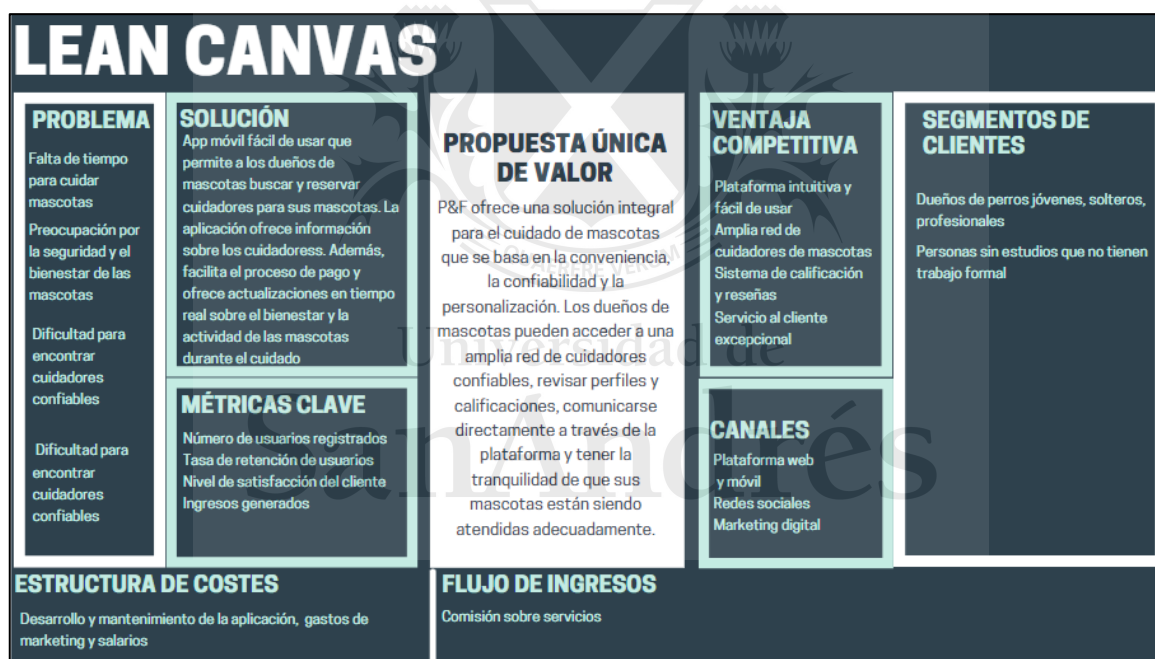 LEAN CANVAS
PROBLEMA
Falta de tiempo
para cuidar
mascotas
Preocupación por
la seguridad y el
bienestar de las
mascotas
Dificultad para
encontrar
cuidadores
confiables
Dificultad para
encontrar
cuidadores
confiables
SOLUCIÓN
App móvil fácil de usar que
permite a los dueños de
mascotas buscar y reservar
cuidadores para sus mascotas. La
aplicación ofrece información
sobre los cuidadoress. Además,
facilita el proceso de pago y
ofrece actualizaciones en tiempo
real sobre el bienestar y la
actividad de las mascotas
durante el cuidado
MÉTRICAS CLAVE
Número de usuarios registrados
Tasa de retención de usuarios
Nivel de satisfacción del cliente
Ingresos generados
PROPUESTA ÚNICA
DE VALOR
P&F ofrece una solución integral
para el cuidado de mascotas
que se basa en la conveniencia,
la confiabilidad y la
personalización. Los dueños de
mascotas pueden acceder a una
amplia red de cuidadores
confiables, revisar perfiles y
calificaciones, comunicarse
directamente a través de la
plataforma y tener la
tranquilidad de que sus
mascotas están siendo
atendidas adecuadamente.
VENTAJA
COMPETITIVA
Plataforma intuitiva y
fácil de usar
Amplia red de
cuidadores de mascotas
Sistema de calificación
y reseñas
Servicio al cliente
excepcional
CANALES
Plataforma web
y móvil
Redes sociales
Marketing digital
SEGMENTOS DE
CLIENTES
Dueños de perros jóvenes, solteros,
profesionales
Personas sin estudios que no tienen
trabajo formal
ESTRUCTURA DE COSTES
Desarrollo y mantenimiento de la aplicación, gastos de
marketing y salarios
FLUJO DE INGRESOS
Comisión sobre servicios
Universidad de
SanAndrés